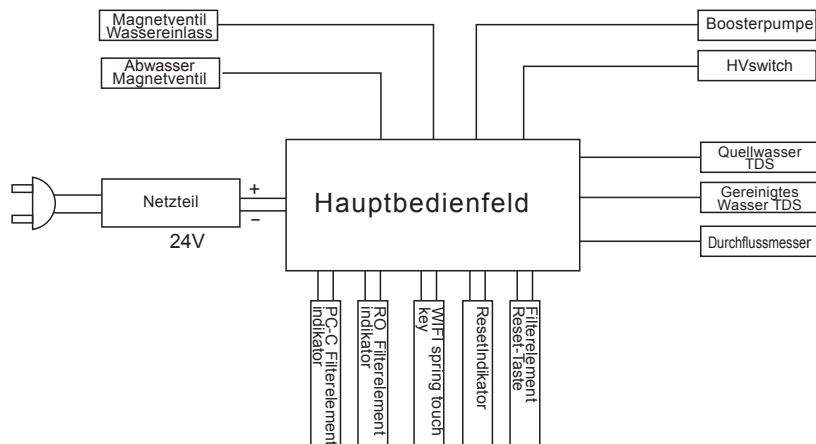 Magnetventil
Wassereinlass
Boosterpumpe
Abwasser
Magnetventil
HVswitch
Quellwasser
TDS
Netzteil
+
−
24V
Hauptbedienfeld
Gereinigtes
Wasser TDS
Durchflussmesser
PC-C Filterelement
indikator
RO Filterelement
indikator
WIFI spring touch
key
ResetIndikator
Filterelement
Reset-Taste